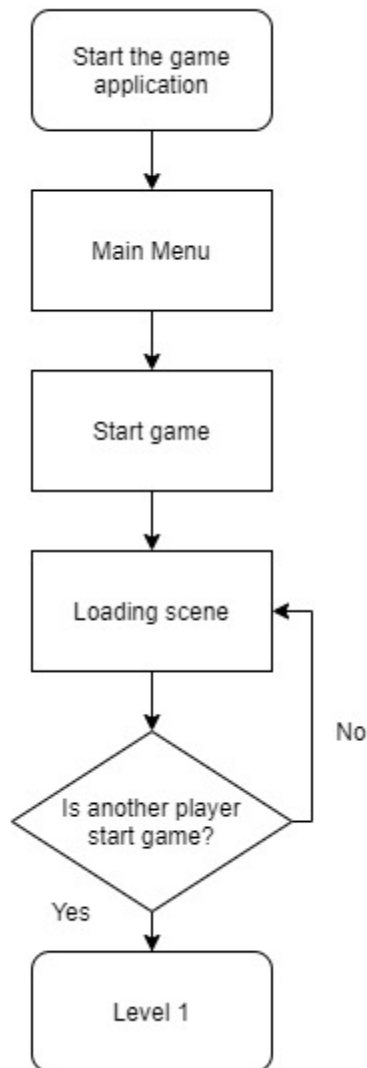 Start the game
application
Main Menu
Start game
Loading scene
No
Is another player
start game?
Yes
Level 1